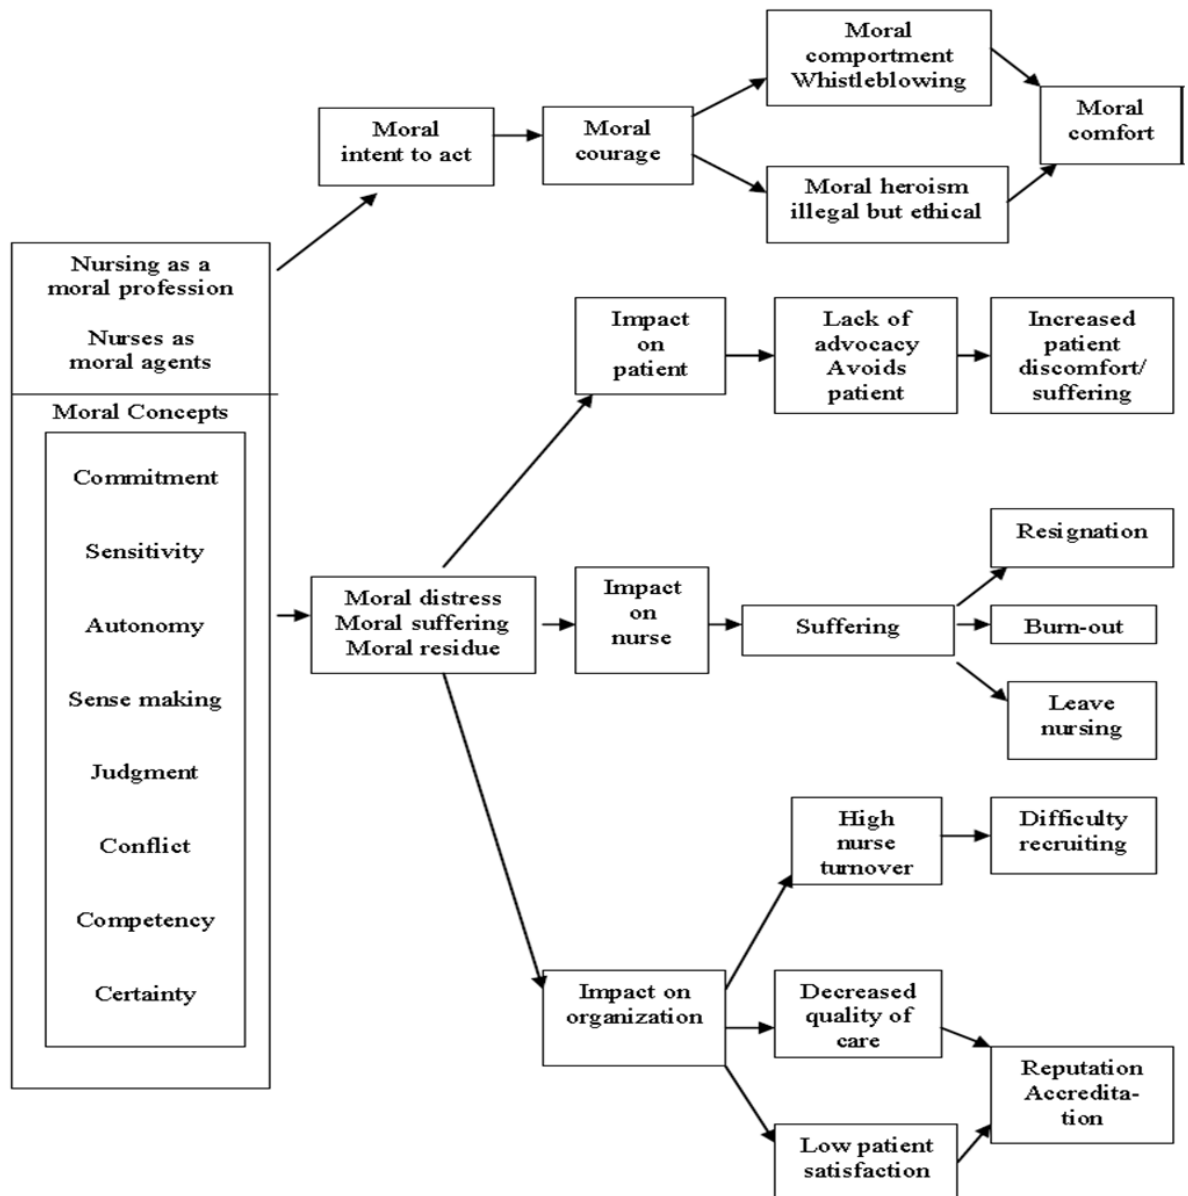 Moral
comportment
Whistleblowing
Moral
comfort
Moral
intent to act
Moral
courage
Moral heroism
illegal but ethical
Nursing as a
moral profession
Nurses as
moral agents
Moral Concepts
Commitment
Sensitivity
Autonomy
Sense making
Judgment
Conflict
Competency
Certainty
Impact
on
patient
Lack of
advocacy
Avoids
patient
Increased
patient
discomfort/
suffering
Moral distress
Moral suffering
Moral residue
Impact
on
nurse
Suffering
Resignation
Burn-out
Leave
nursing
Impact on
organization
High
nurse
turnover
Difficulty
recruiting
Decreased
quality of
care
Low patient
satisfaction
Reputation
Accredita-
tion